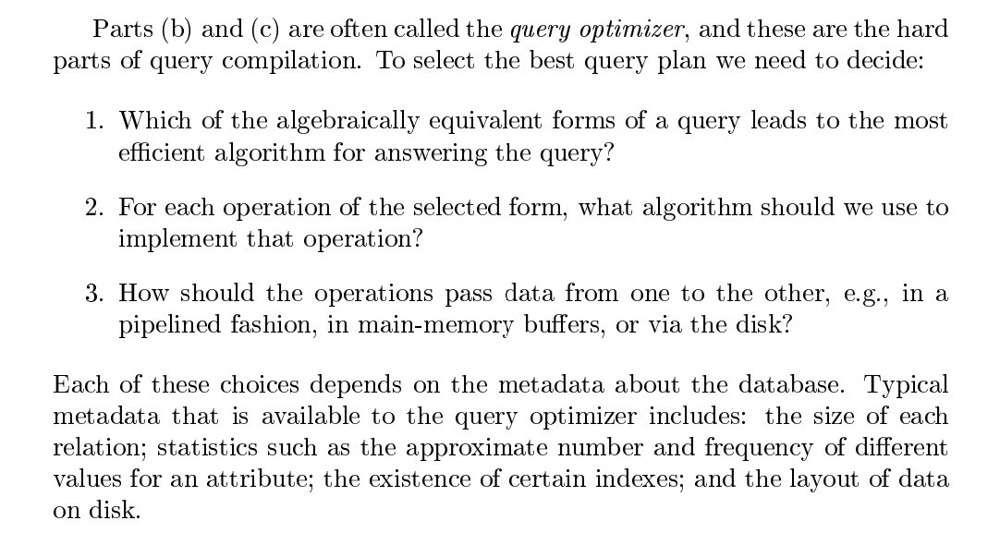 Parts (b) and (c) are often called the query optimizer, and these are the hard
parts of query compilation. To select the best query plan we need to decide:
1. Which of the algebraically equivalent forms of a query leads to the most
efficient algorithm for answering the query?
2. For each operation of the selected form, what algorithm should we use to
implement that operation?
3. How should the operations pass data from one to the other, e.g., in a
pipelined fashion, in main-memory buffers, or via the disk?
Each of these choices depends on the metadata about the database. Typical
metadata that is available to the query optimizer includes: the size of each
relation; statistics such as the approximate number and frequency of different
values for an attribute; the existence of certain indexes; and the layout of data
on disk.